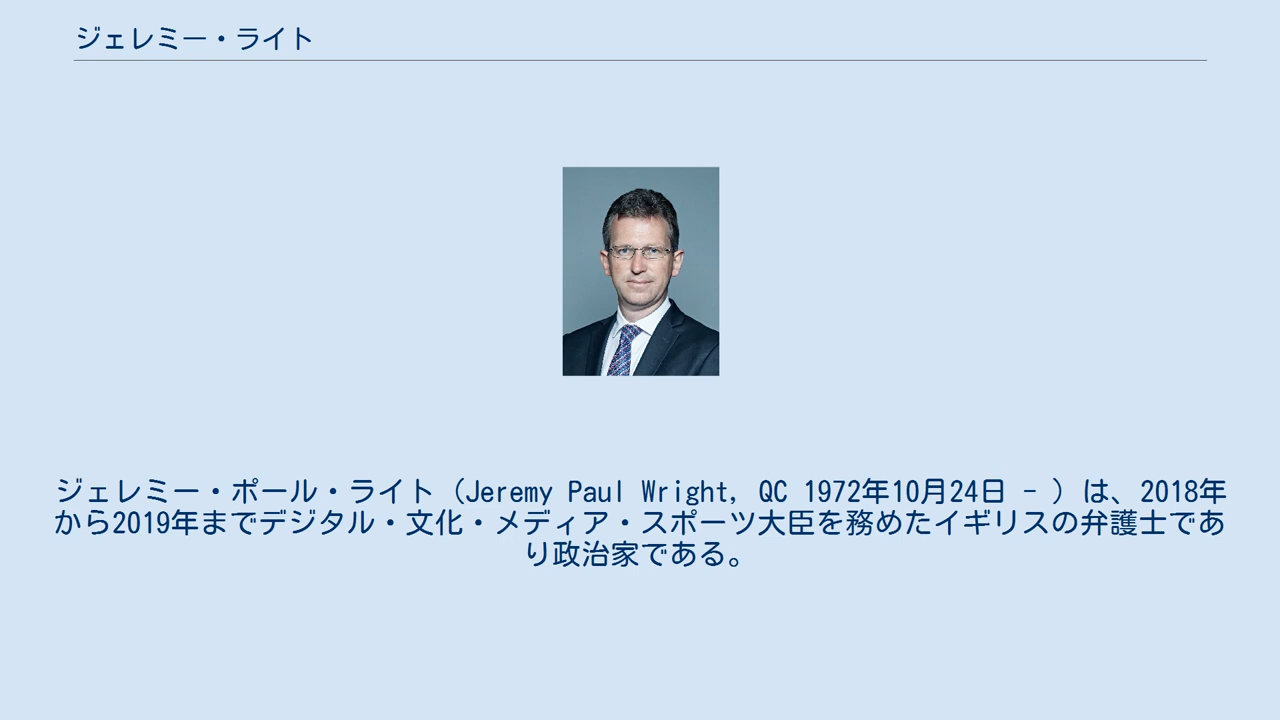 ジェレミー・ライト
ジェレミー・ポール・ライト（Jeremy Paul Wright, QC 1972年10月24日 - ）は、2018年
から2019年までデジタル・文化・メディア・スポーツ大臣を務めたイギリスの弁護士であ
り政治家である。